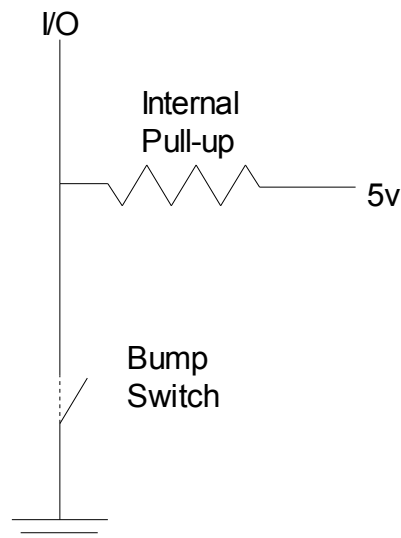 I/O
Internal
Pull-up
5v
Bump
Switch